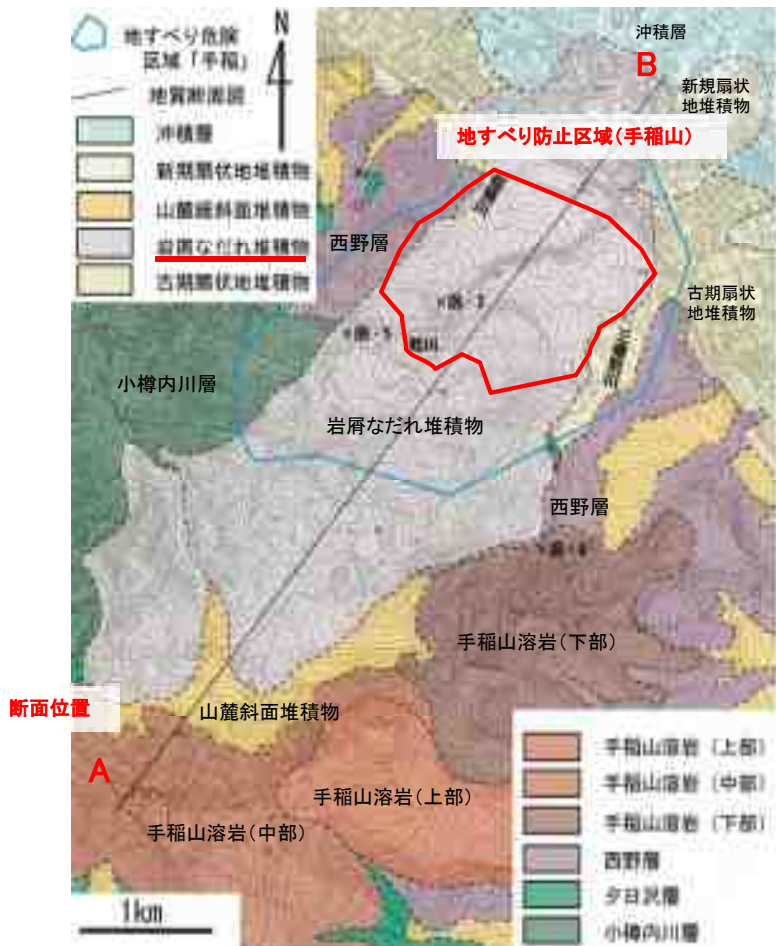 地すべり危険
区域「手稲」
地質断面図
沖積層
新期扇状地堆積物
山麓緩斜面堆積物
岩屑なだれ堆積物
古期扇状地堆積物
N
沖積層
B
新規扇状
地堆積物
地すべり防止区域(手稲山)
西野層
古期扇状
地堆積物
小樽内川層
岩屑なだれ堆積物
西野層
手稲山溶岩(下部)
断面位置
山麓斜面堆積物
A
手稲山溶岩(上部)
手稲山溶岩(中部)
1km
手稲山溶岩(上部)
手稲山溶岩(中部)
手稲山溶岩(下部)
西野層
夕日沢層
小樽内川層